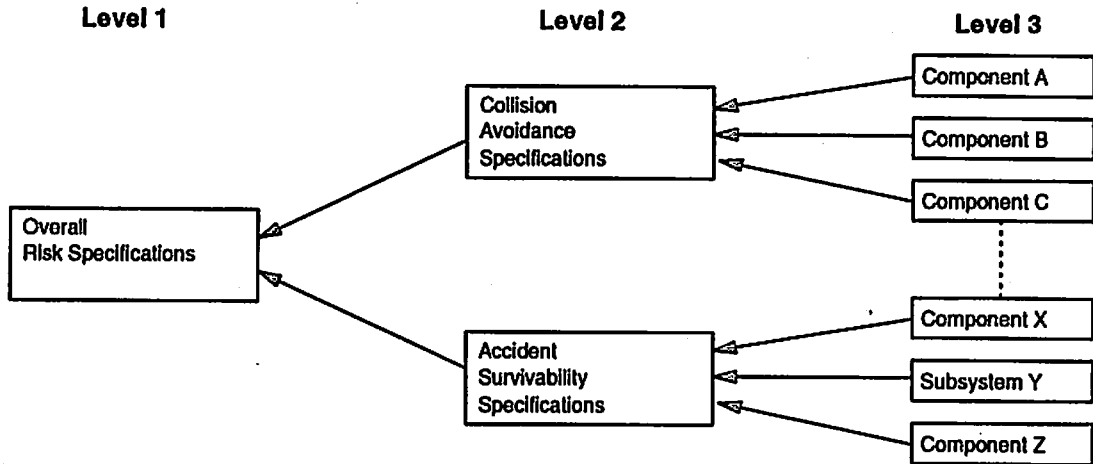 Level 1
Level 2
Level 3
Component A
Collision
Avoidance
Specifications
Component B
Component C
Overall
Risk Specifications
Component X
Accident
Survivability
Specifications
Subsystem Y
Component Z